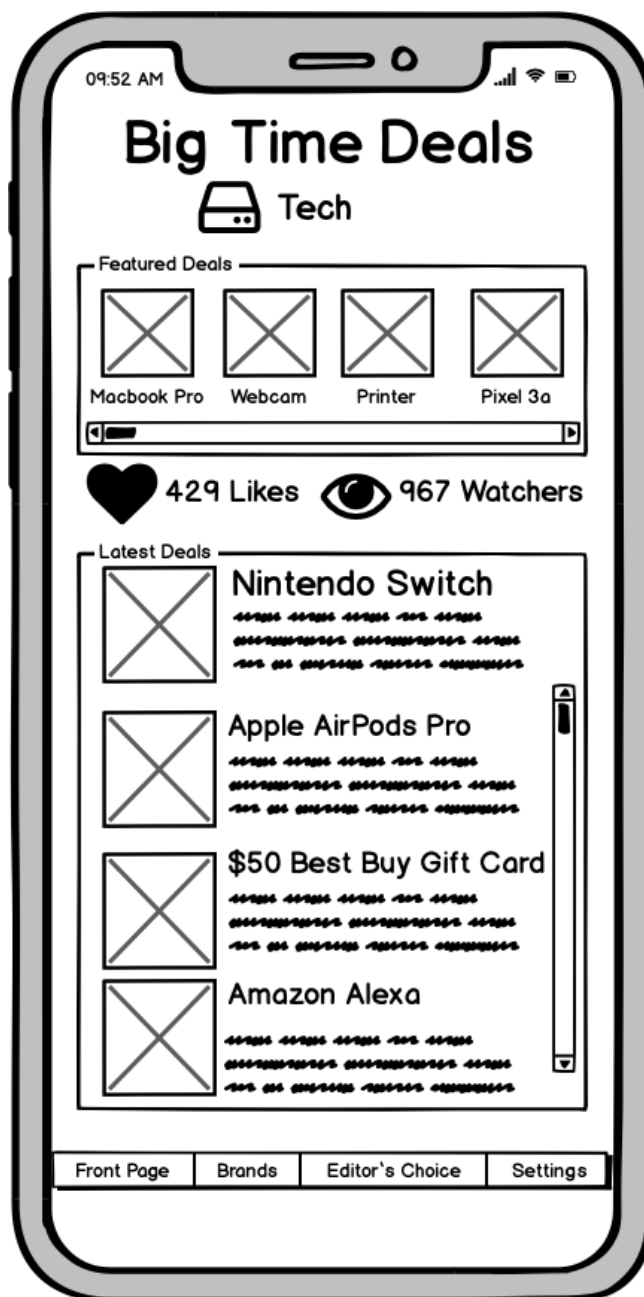 09:52 AM
Big Time Deals
Tech
Featured Deals
Macbook Pro Webcam Printer Pixel 3a
429 Likes 967 Watchers
Latest Deals
Nintendo Switch
Apple AirPods Pro
$50 Best Buy Gift Card
Amazon Alexa
Front Page Brands Editor`s Choice Settings